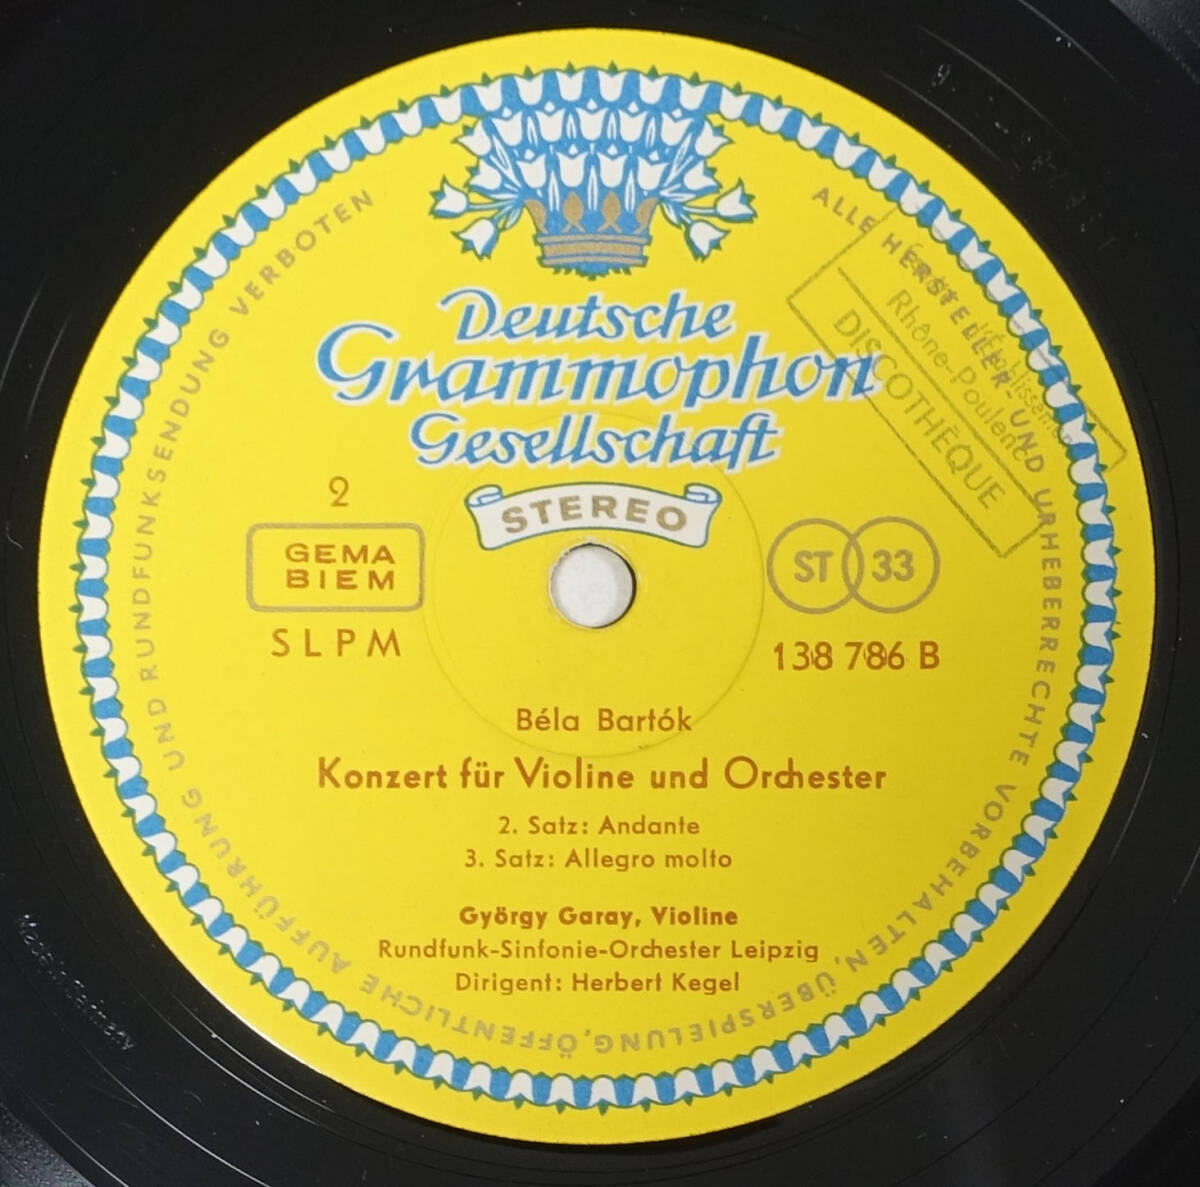 Deutsche
Grammophon
Gesellschaft
STEREO
2
GEMA
BIEM
SLPM
ST 33
138 786 B
Béla Bartók
Konzert für Violine und Orchester
2. Satz: Andante
3. Satz: Allegro molto
György Garay, Violine
Rundfunk-Sinfonie-Orchester Leipzig
Dirigent: Herbert Kegel
ALLE HERSTELLER- UND URHEBERRECHTE VORBEHALTEN, ÜBERSPIELUNG, ÖFFENTLICHE AUFFÜHRUNG UND RUNDFUNKSENDUNG VERBOTEN
Rhône-Poulenc
DISCOTHÈQUE